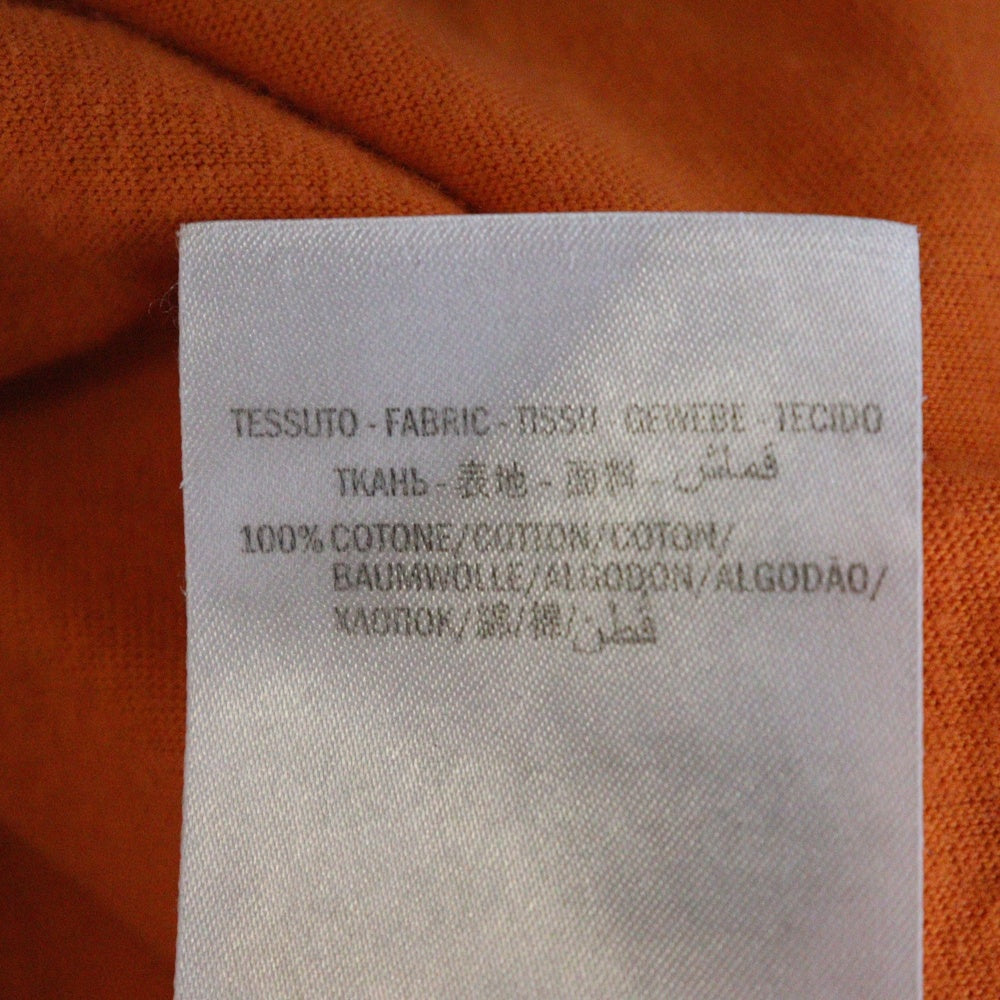 TESSUTO - FABRIC - TISSU - GEWEBE - TECIDO
ТКАНЬ - 表地 - 面料 - قماش
100% COTONE/COTTON/COTON/
BAUMWOLLE/ALGODON/ALGODÃO/
ХЛОПОК/綿/棉/قطن